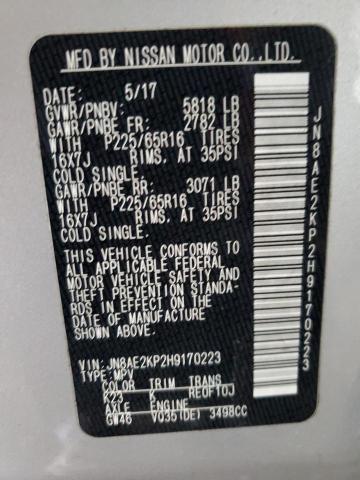 MFD BY NISSAN MOTOR CO.,LTD.
DATE: 5/17
GVWR/PNBV: 5818 LB
GAWR/PNBE FR: 2782 LB
WITH P225/65R16 TIRES
16X7J RIMS. AT 35PSI
COLD SINGLE.
GAWR/PNBE RR: 3071 LB
WITH P225/65R16 TIRES
16X7J RIMS. AT 35PSI
COLD SINGLE.
THIS VEHICLE CONFORMS TO
ALL APPLICABLE FEDERAL
MOTOR VEHICLE SAFETY AND
THEFT PREVENTION STANDA-
RDS IN EFFECT ON THE
DATE OF MANUFACTURE
SHOWN ABOVE.
VIN: JN8AE2KP2H9170223
TYPE: MPV
COLOR TRIM TRANS
K23 K RE0F10J
AXLE ENGINE
GW46 VQ35(DE) 3498CC
JN8AE2KP2H9170223